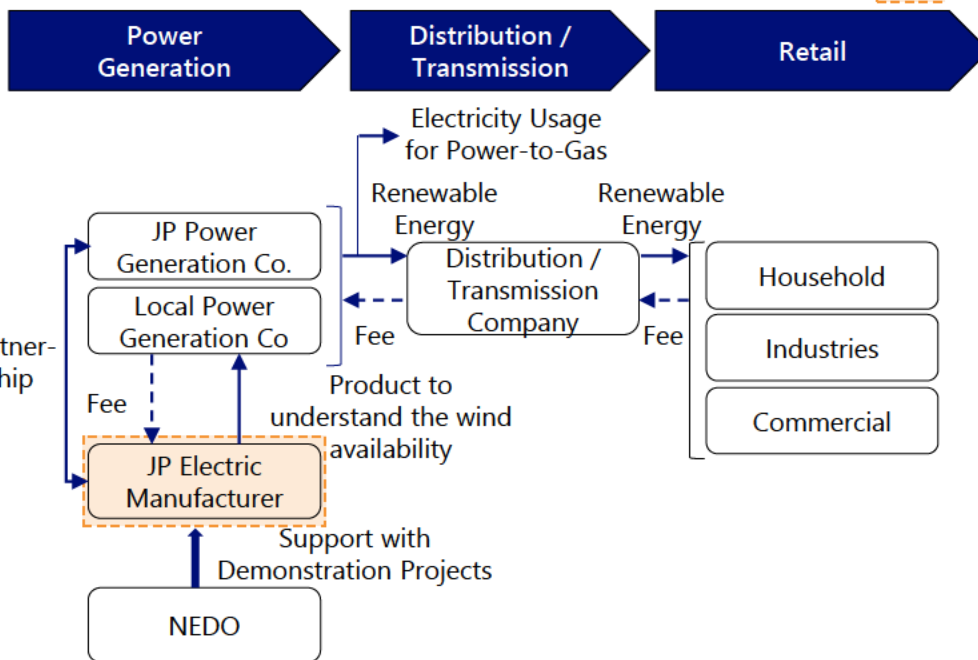 Power
Generation
Distribution /
Transmission
Retail
Electricity Usage
for Power-to-Gas
Renewable
Energy
Renewable
Energy
JP Power
Generation Co.
Local Power
Generation Co
Distribution /
Transmission
Company
Household
Industries
Commercial
Fee
Fee
tner-
hip
Fee
Product to
understand the wind
availability
JP Electric
Manufacturer
Support with
Demonstration Projects
NEDO